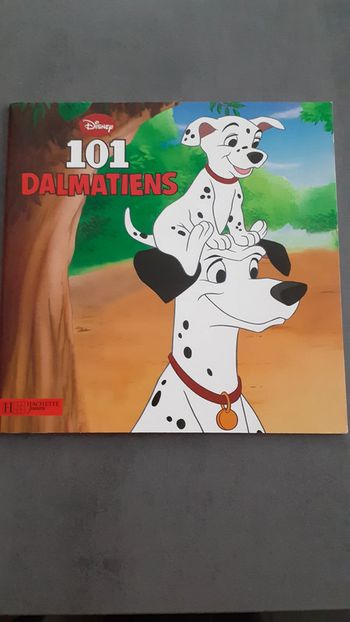 Disney
101
DALMATIENS
H HACHETTE
Jeunesse